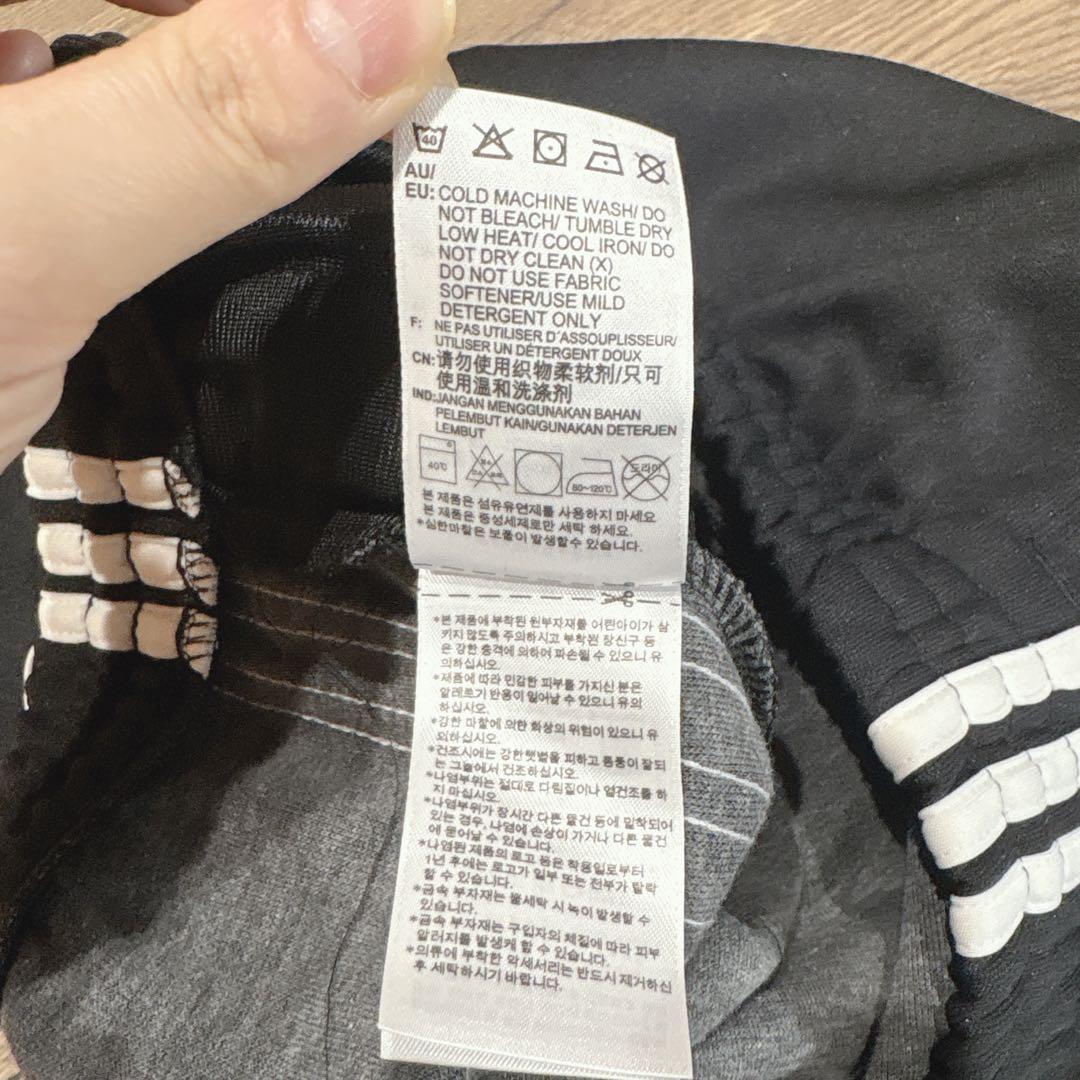 40
AU/
EU: COLD MACHINE WASH/ DO
NOT BLEACH/ TUMBLE DRY
LOW HEAT/ COOL IRON/ DO
NOT DRY CLEAN (X)
DO NOT USE FABRIC
SOFTENER/USE MILD
DETERGENT ONLY
F: NE PAS UTILISER D'ASSOUPLISSEUR/
UTILISER UN DÉTERGENT DOUX
CN:请勿使用织物柔软剂/只可
使用温和洗涤剂
IND:JANGAN MENGGUNAKAN BAHAN
PELEMBUT KAIN/GUNAKAN DETERJEN
LEMBUT
40℃ 80~120℃ 드라이
본 제품은 섬유유연제를 사용하지 마세요
본 제품은 중성세제로만 세탁 하세요.
*심한마찰은 보풀이 발생할수 있습니다.
*본 제품에 부착된 원부자재를 어린아이가 삼
키지 않도록 주의하시고 부착된 장신구 등
은 강한 충격에 의하여 파손될 수 있으니 유
의하십시오.
*제품에 따라 민감한 피부를 가지신 분은
알레르기 반응이 일어날 수 있으니 유의
하십시오.
*강한 마찰에 의한 화상의 위험이 있으니 유
의하십시오.
*건조시에는 강한햇볕을 피하고 통풍이 잘되
는 그늘에서 건조하십시오.
*나염부위는 절대로 다림질이나 열건조를 하
지 마십시오.
*나염부위가 장시간 다른 물건 등에 밀착되어
있는 경우, 나염에 손상이 가거나 다른 물건
에 묻어날 수 있습니다.
*나염된 제품의 로고 등은 착용일로부터
1년 후에는 로고가 일부 또는 전부가 탈락
할 수 있습니다.
*금속 부자재는 물세탁 시 녹이 발생할 수
있습니다.
*금속 부자재는 구입자의 체질에 따라 피부
알러지를 발생케 할 수 있습니다.
*의류에 부착한 악세서리는 반드시 제거하신
후 세탁하시기 바랍니다.